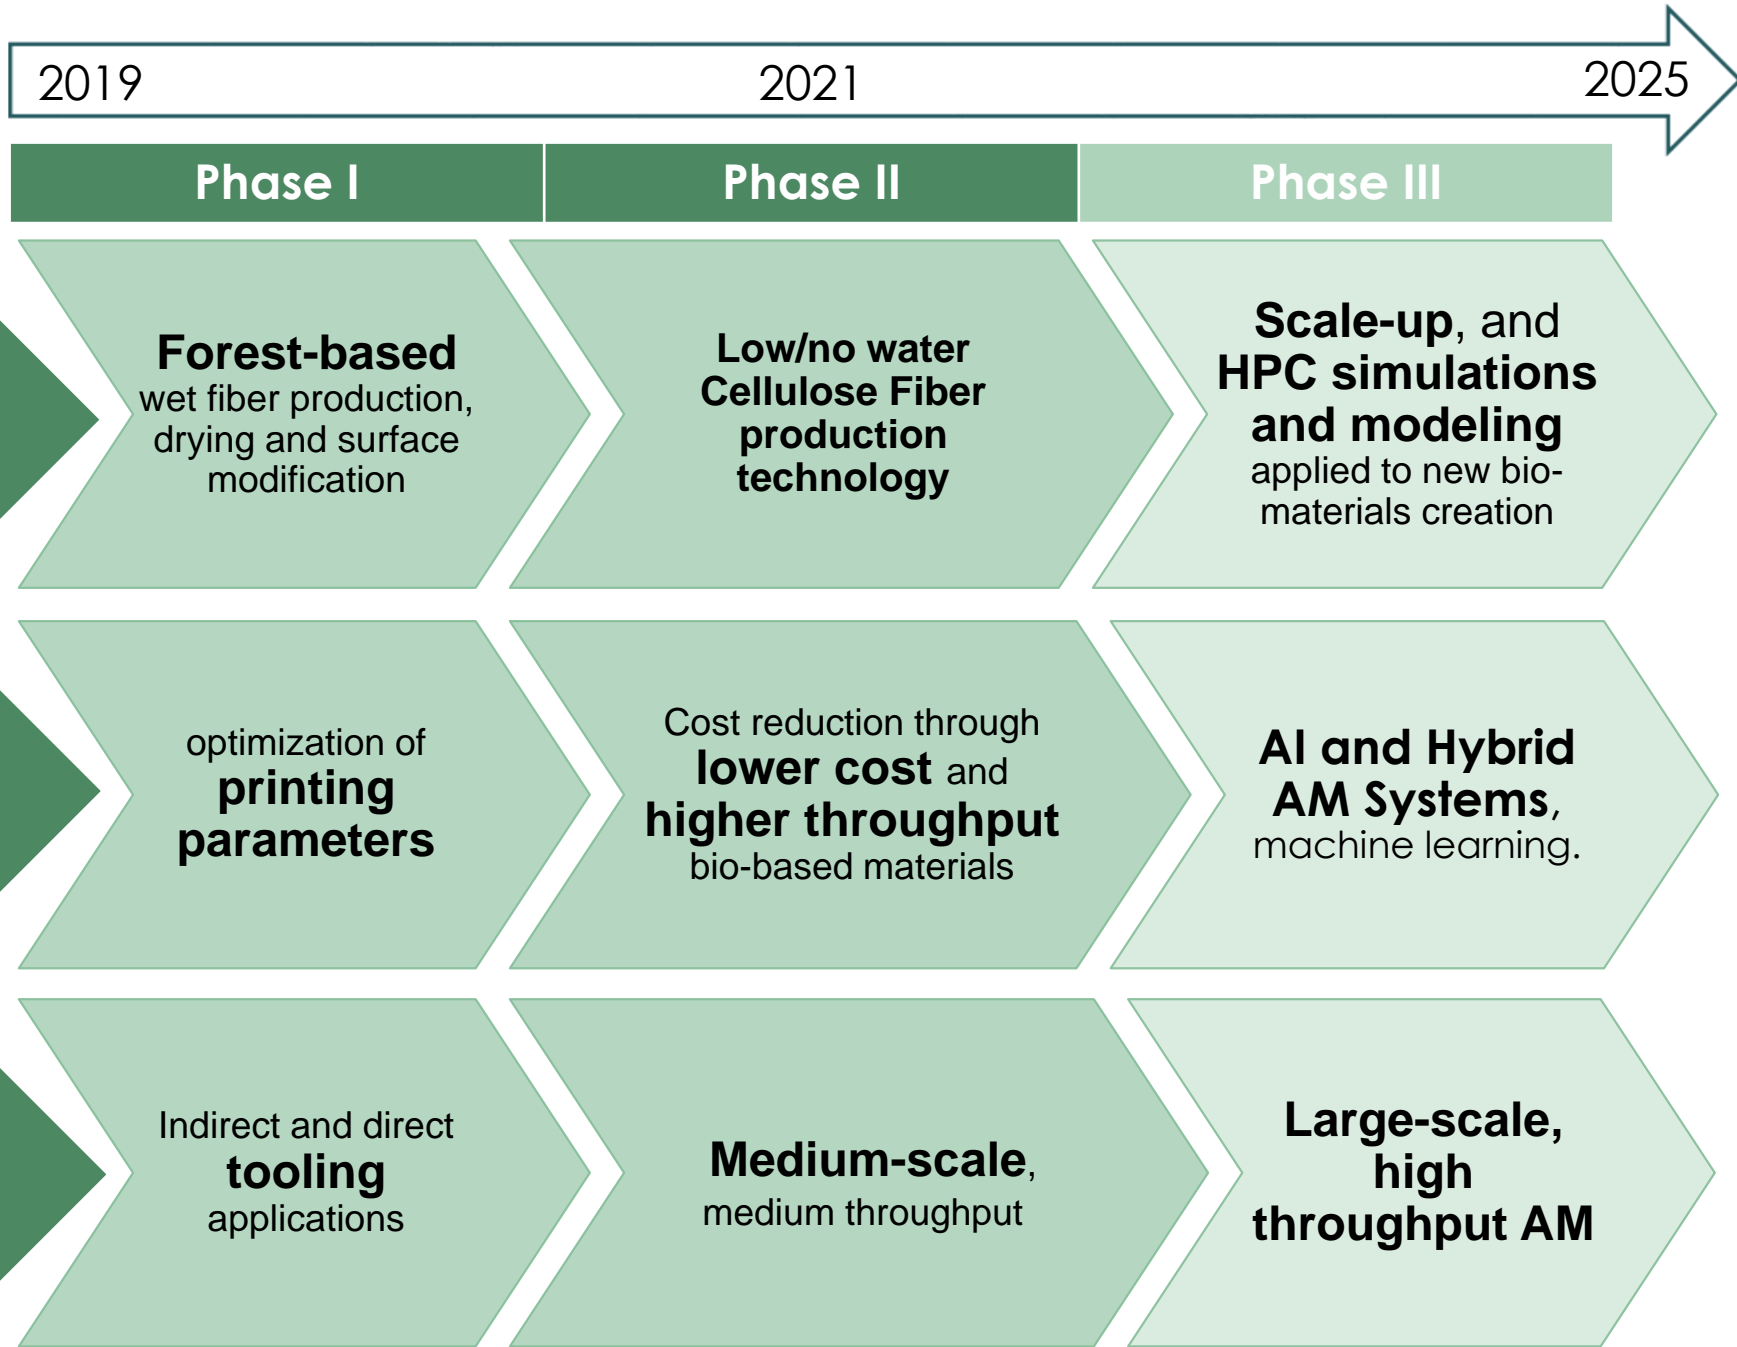 2019 2021 2025
Phase I Phase II Phase III
Forest-based
wet fiber production,
drying and surface
modification
Low/no water
Cellulose Fiber
production
technology
Scale-up, and
HPC simulations
and modeling
applied to new bio-
materials creation
optimization of
printing
parameters
Cost reduction through
lower cost and
higher throughput
bio-based materials
AI and Hybrid
AM Systems,
machine learning.
Indirect and direct
tooling
applications
Medium-scale,
medium throughput
Large-scale,
high
throughput AM